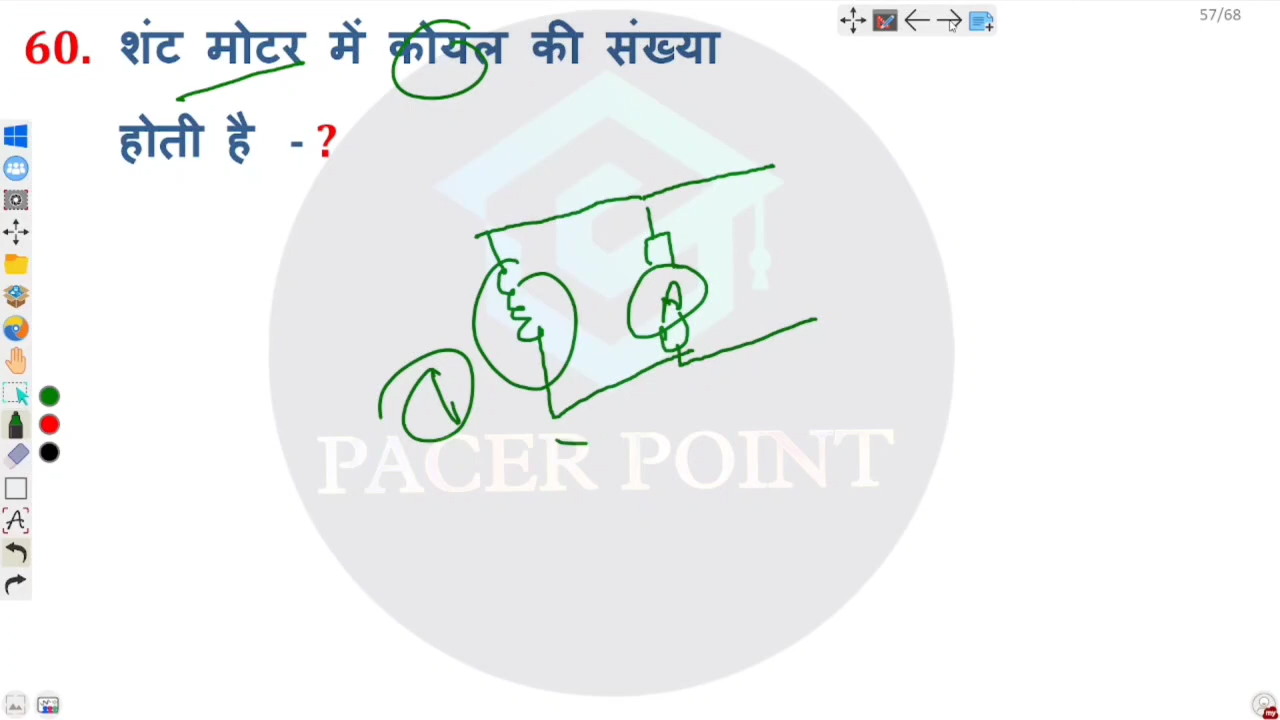 57/68
60. शंट मोटर में कोयल की संख्या
होती है - ?
A
PACER POINT